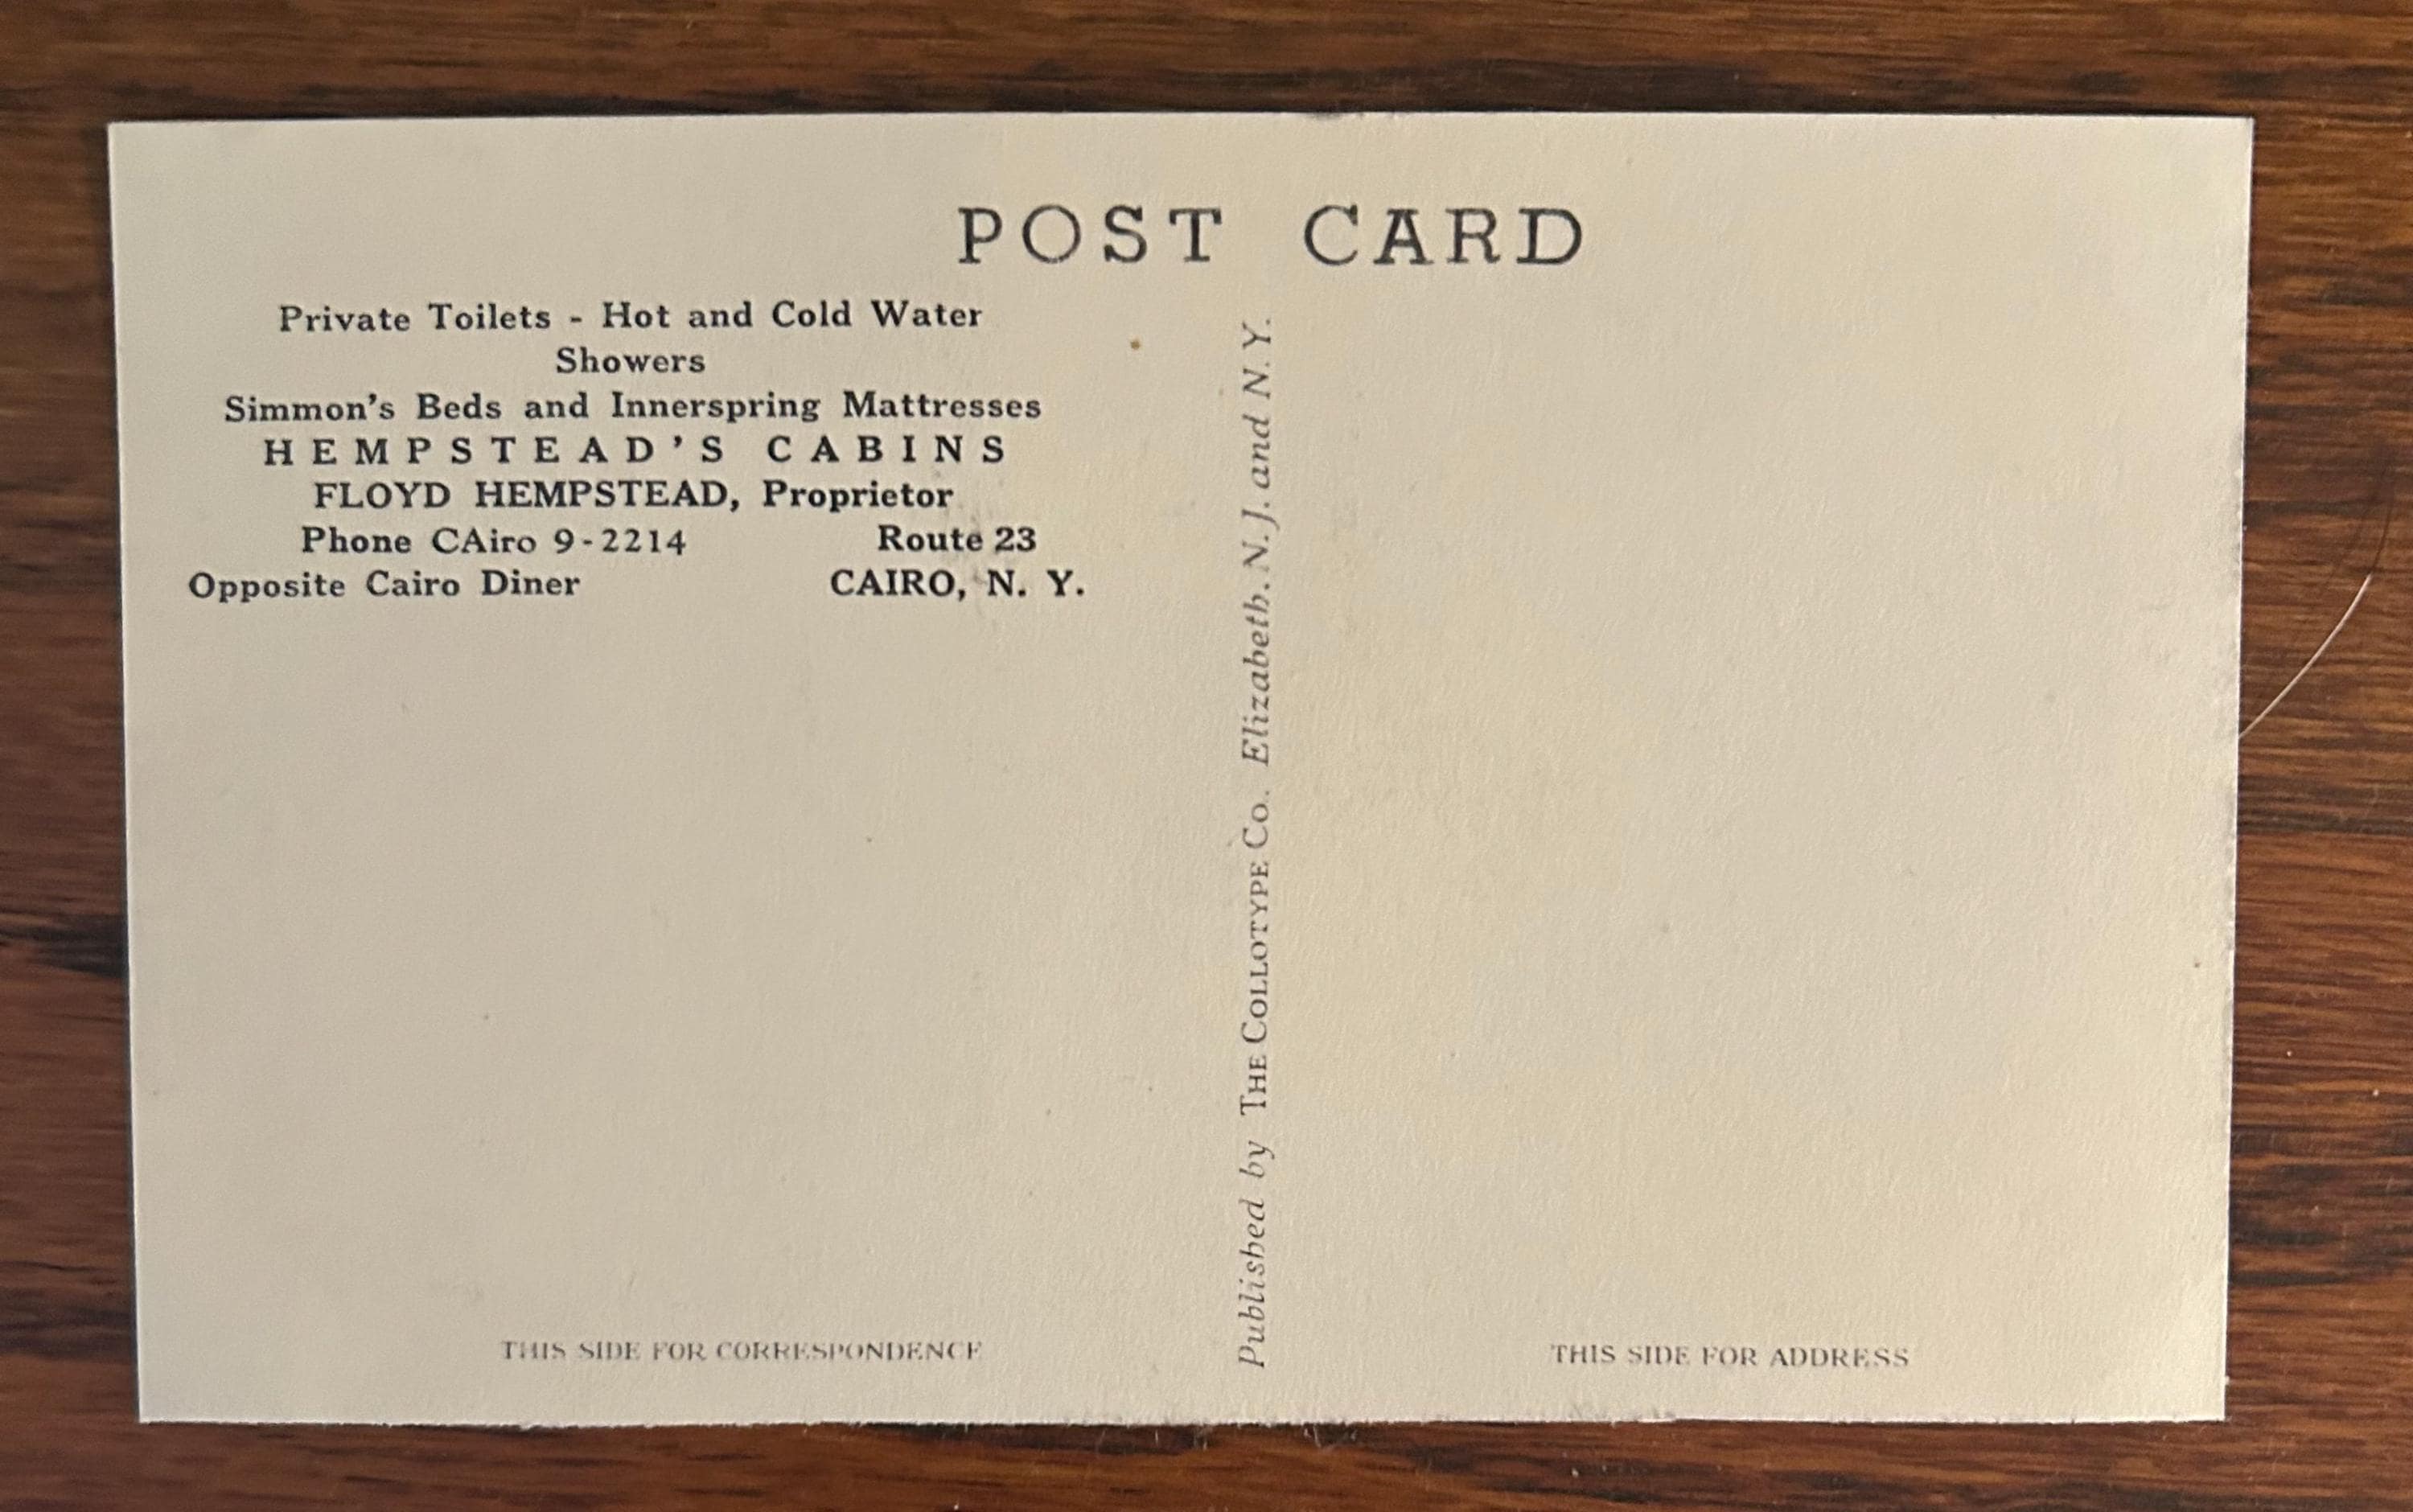 POST CARD
Private Toilets - Hot and Cold Water
Showers
Simmon's Beds and Innerspring Mattresses
HEMPSTEAD'S CABINS
FLOYD HEMPSTEAD, Proprietor
Phone CAiro 9-2214 Route 23
Opposite Cairo Diner CAIRO, N. Y.
Published by THE COLLOTYPE Co. Elizabeth. N. J. and N. Y.
THIS SIDE FOR CORRESPONDENCE
THIS SIDE FOR ADDRESS